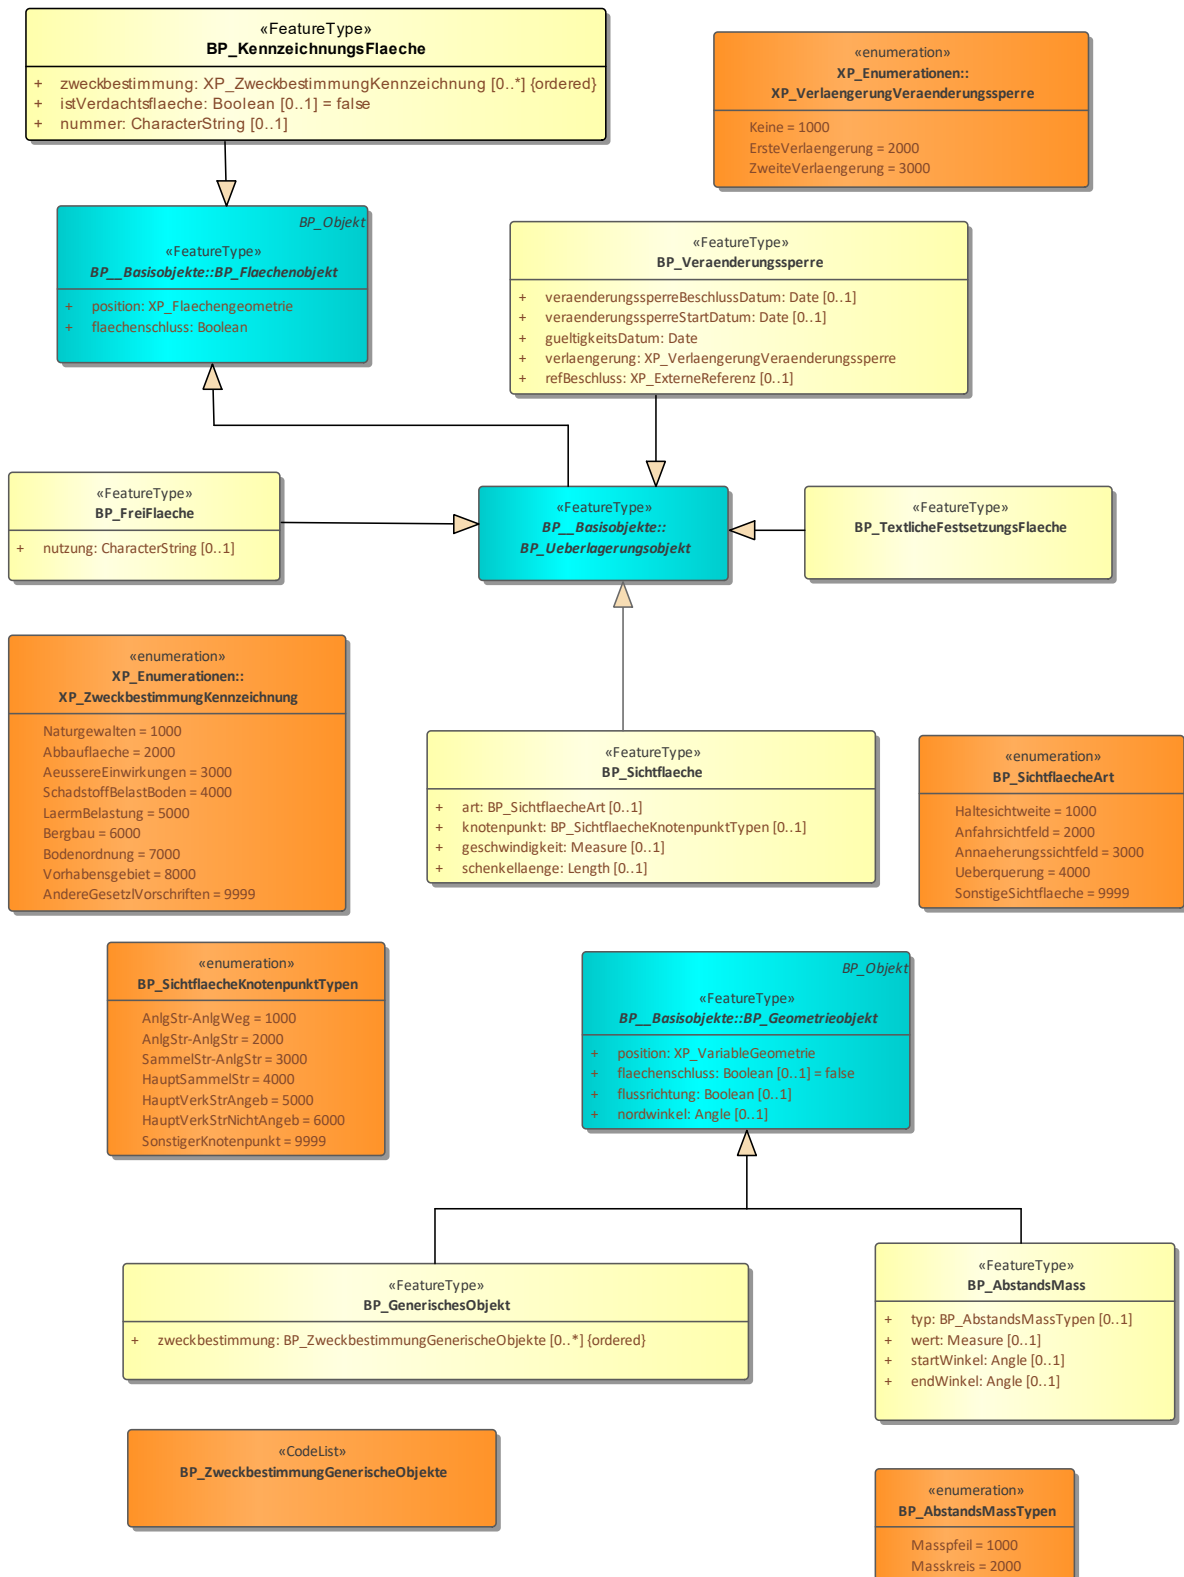 «FeatureType»
BP_KennzeichnungsFlaeche
+ zweckbestimmung: XP_ZweckbestimmungKennzeichnung [0..*] {ordered}
+ istVerdachtsflaeche: Boolean [0..1] = false
+ nummer: CharacterString [0..1]
«enumeration»
XP_Enumerationen::
XP_VerlaengerungVeraenderungssperre
Keine = 1000
ErsteVerlaengerung = 2000
ZweiteVerlaengerung = 3000
BP_Objekt
«FeatureType»
BP__Basisobjekte::BP_Flaechenobjekt
+ position: XP_Flaechengeometrie
+ flaechenschluss: Boolean
«FeatureType»
BP_Veraenderungssperre
+ veraenderungssperreBeschlussDatum: Date [0..1]
+ veraenderungssperreStartDatum: Date [0..1]
+ gueltigkeitsDatum: Date
+ verlaengerung: XP_VerlaengerungVeraenderungssperre
+ refBeschluss: XP_ExterneReferenz [0..1]
«FeatureType»
BP_FreiFlaeche
+ nutzung: CharacterString [0..1]
«FeatureType»
BP__Basisobjekte::
BP_Ueberlagerungsobjekt
«FeatureType»
BP_TextlicheFestsetzungsFlaeche
«enumeration»
XP_Enumerationen::
XP_ZweckbestimmungKennzeichnung
Naturgewalten = 1000
Abbauflaeche = 2000
AeussereEinwirkungen = 3000
SchadstoffBelastBoden = 4000
LaermBelastung = 5000
Bergbau = 6000
Bodenordnung = 7000
Vorhabensgebiet = 8000
AndereGesetzlVorschriften = 9999
«FeatureType»
BP_Sichtflaeche
+ art: BP_SichtflaecheArt [0..1]
+ knotenpunkt: BP_SichtflaecheKnotenpunktTypen [0..1]
+ geschwindigkeit: Measure [0..1]
+ schenkellaenge: Length [0..1]
«enumeration»
BP_SichtflaecheArt
Haltesichtweite = 1000
Anfahrsichtfeld = 2000
Annaeherungssichtfeld = 3000
Ueberquerung = 4000
SonstigeSichtflaeche = 9999
«enumeration»
BP_SichtflaecheKnotenpunktTypen
AnlgStr-AnlgWeg = 1000
AnlgStr-AnlgStr = 2000
SammelStr-AnlgStr = 3000
HauptSammelStr = 4000
HauptVerkStrAngeb = 5000
HauptVerkStrNichtAngeb = 6000
SonstigerKnotenpunkt = 9999
BP_Objekt
«FeatureType»
BP__Basisobjekte::BP_Geometrieobjekt
+ position: XP_VariableGeometrie
+ flaechenschluss: Boolean [0..1] = false
+ flussrichtung: Boolean [0..1]
+ nordwinkel: Angle [0..1]
«FeatureType»
BP_GenerischesObjekt
+ zweckbestimmung: BP_ZweckbestimmungGenerischeObjekte [0..*] {ordered}
«FeatureType»
BP_AbstandsMass
+ typ: BP_AbstandsMassTypen [0..1]
+ wert: Measure [0..1]
+ startWinkel: Angle [0..1]
+ endWinkel: Angle [0..1]
«CodeList»
BP_ZweckbestimmungGenerischeObjekte
«enumeration»
BP_AbstandsMassTypen
Masspfeil = 1000
Masskreis = 2000